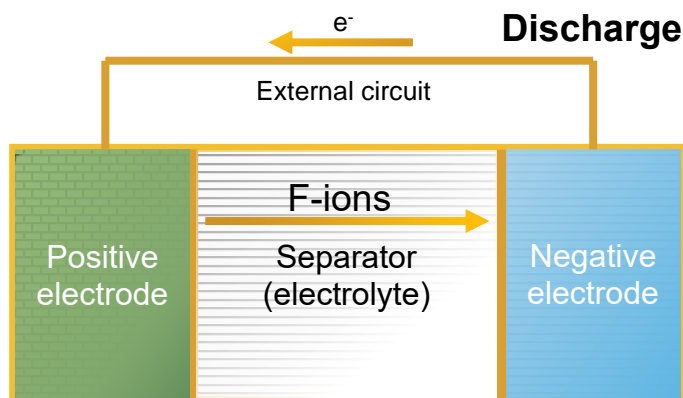 e-
Discharge
External circuit
F-ions
Positive
electrode
Separator
(electrolyte)
Negative
electrode